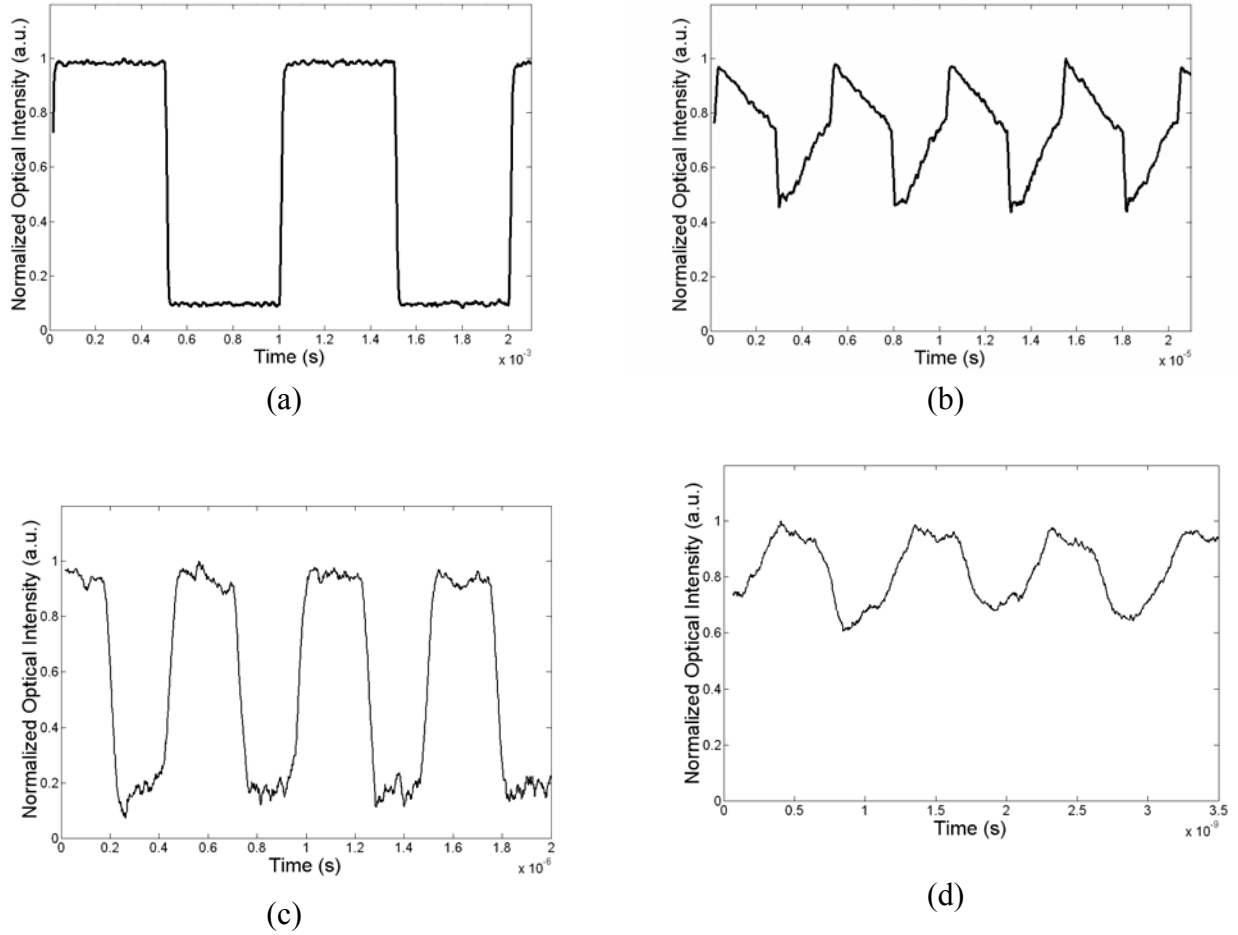 Normalized Optical Intensity (a.u.)
1
0.8
0.6
0.4
0.2
0
0 0.2 0.4 0.6 0.8 1 1.2 1.4 1.6 1.8 2
Time (s)
x 10-3
(a)
Normalized Optical Intensity (a.u.)
1
0.8
0.6
0.4
0.2
0
0 0.2 0.4 0.6 0.8 1 1.2 1.4 1.6 1.8 2
Time (s)
x 10-5
(b)
Normalized Optical Intensity (a.u.)
1
0.8
0.6
0.4
0.2
0
0 0.2 0.4 0.6 0.8 1 1.2 1.4 1.6 1.8 2
Time (s)
x 10-6
(c)
Normalized Optical Intensity (a.u.)
1
0.8
0.6
0.4
0.2
0
0 0.5 1 1.5 2 2.5 3 3.5
Time (s)
x 10-9
(d)